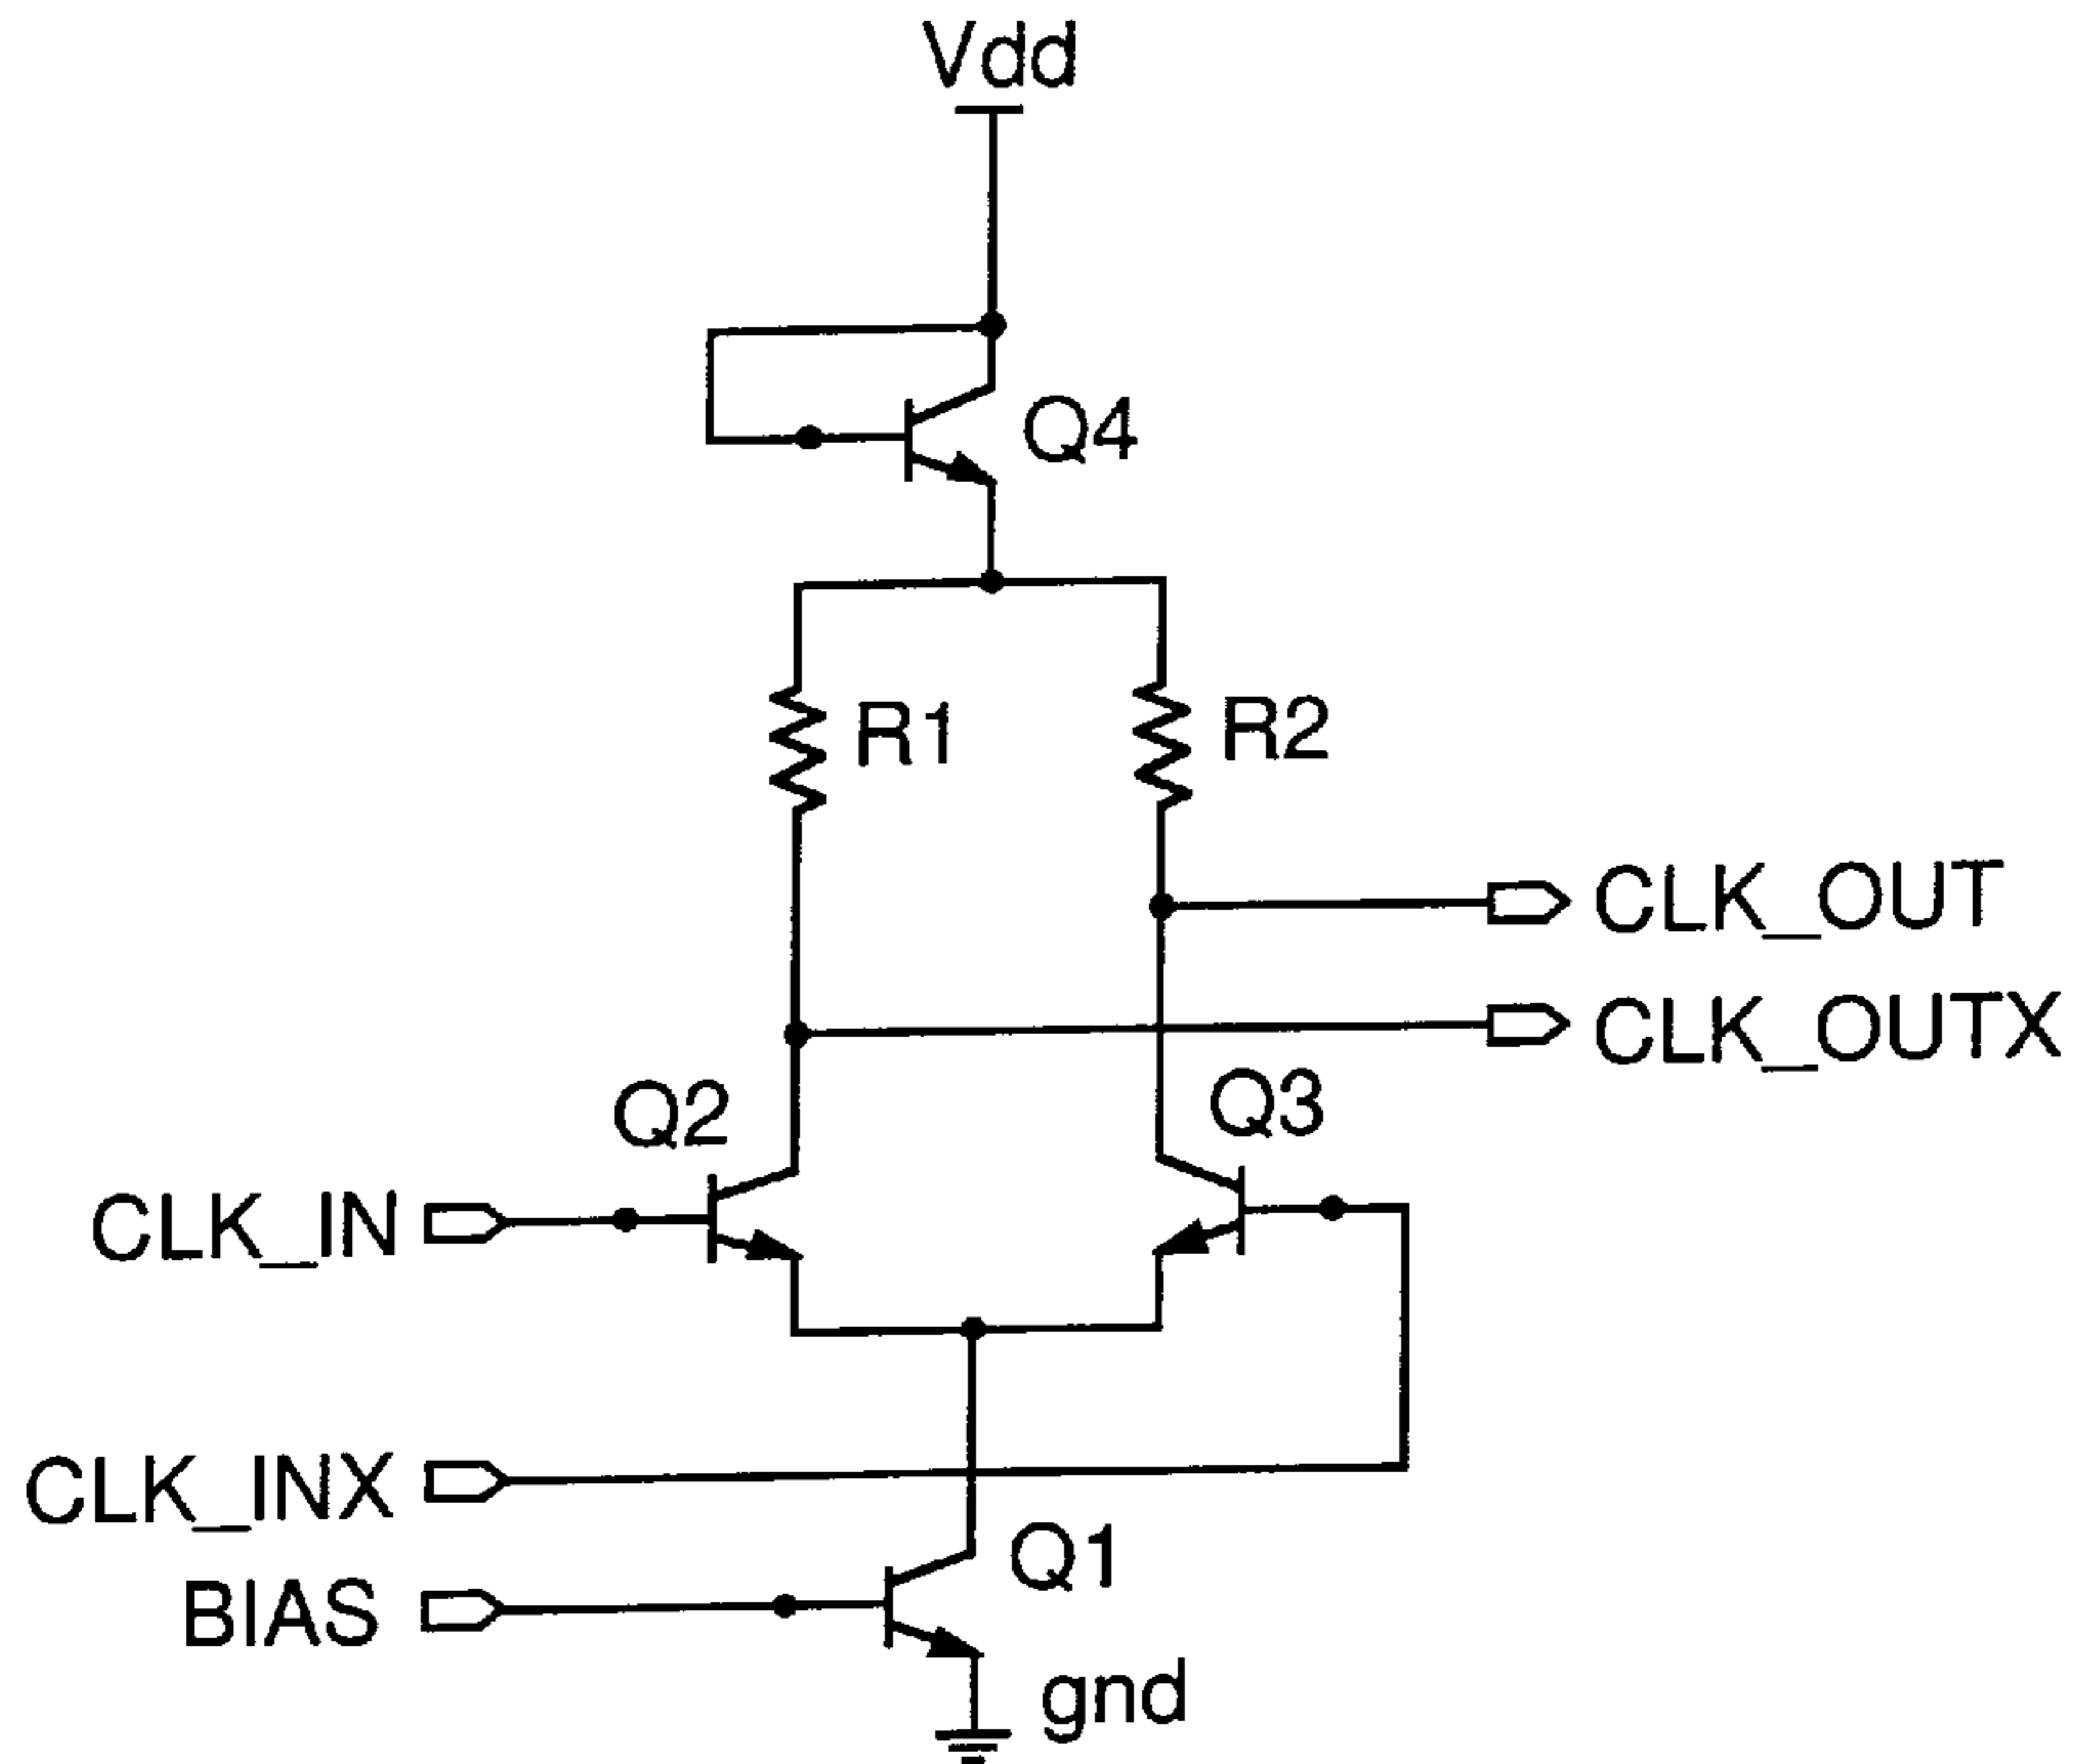 Vdd
Q4
R1
R2
CLK_OUT
CLK_OUTX
Q2
Q3
CLK_IN
CLK_INX
Q1
BIAS
gnd